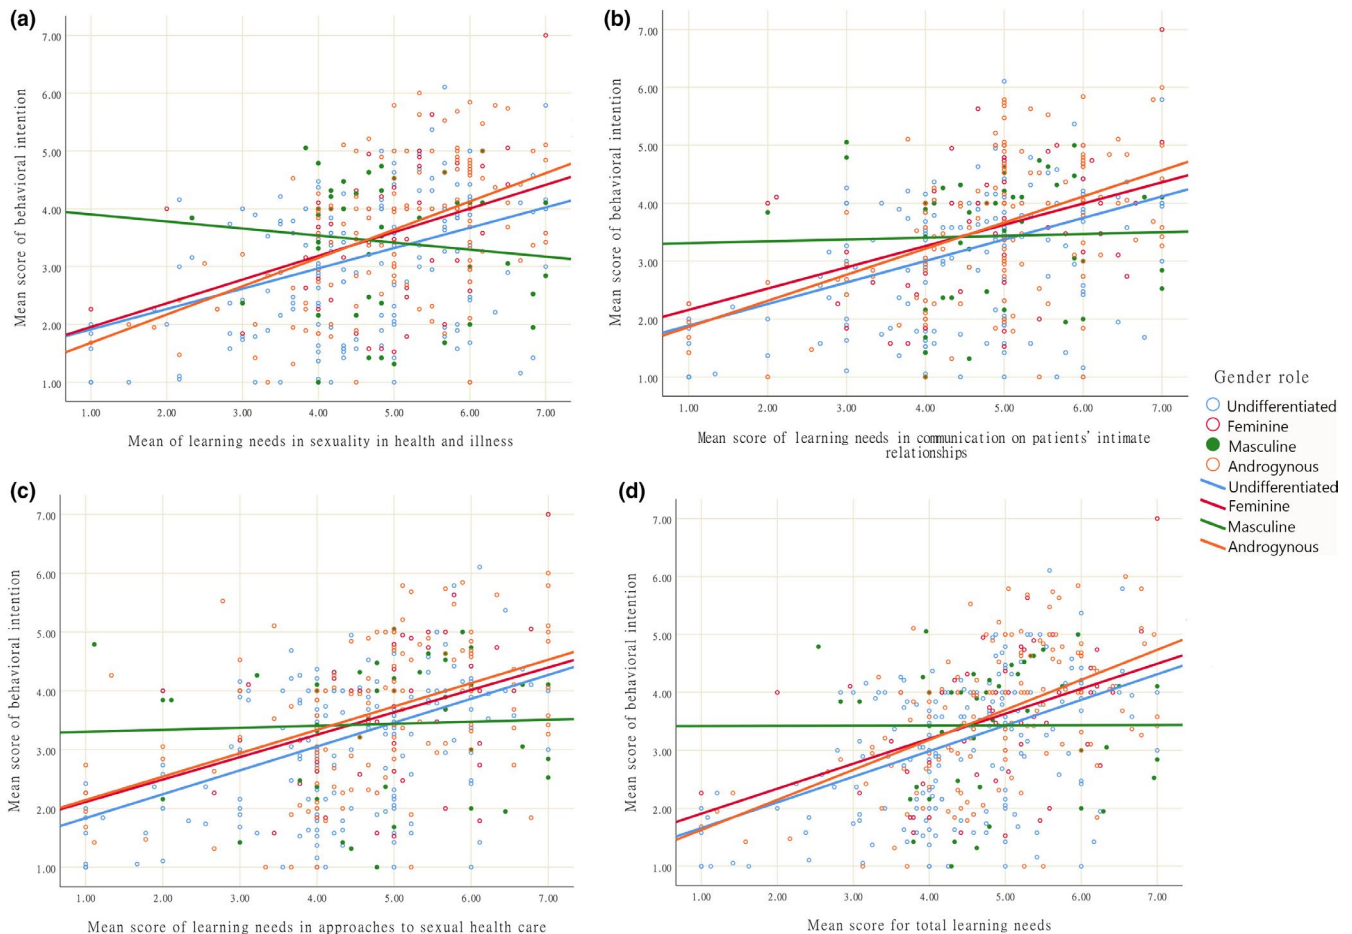 (a)
Mean score of behavioral intention
7.00
6.00
5.00
4.00
3.00
2.00
1.00
1.00 2.00 3.00 4.00 5.00 6.00 7.00
Mean of learning needs in sexuality in health and illness
(b)
Mean score of behavioral intention
7.00
6.00
5.00
4.00
3.00
2.00
1.00
1.00 2.00 3.00 4.00 5.00 6.00 7.00
Mean score of learning needs in communication on patients' intimate
relationships
Gender role
Undifferentiated
Feminine
Masculine
Androgynous
Undifferentiated
Feminine
Masculine
Androgynous
(c)
Mean score of behavioral intention
7.00
6.00
5.00
4.00
3.00
2.00
1.00
1.00 2.00 3.00 4.00 5.00 6.00 7.00
Mean score of learning needs in approaches to sexual health care
(d)
Mean score of behavioral intention
7.00
6.00
5.00
4.00
3.00
2.00
1.00
1.00 2.00 3.00 4.00 5.00 6.00 7.00
Mean score for total learning needs